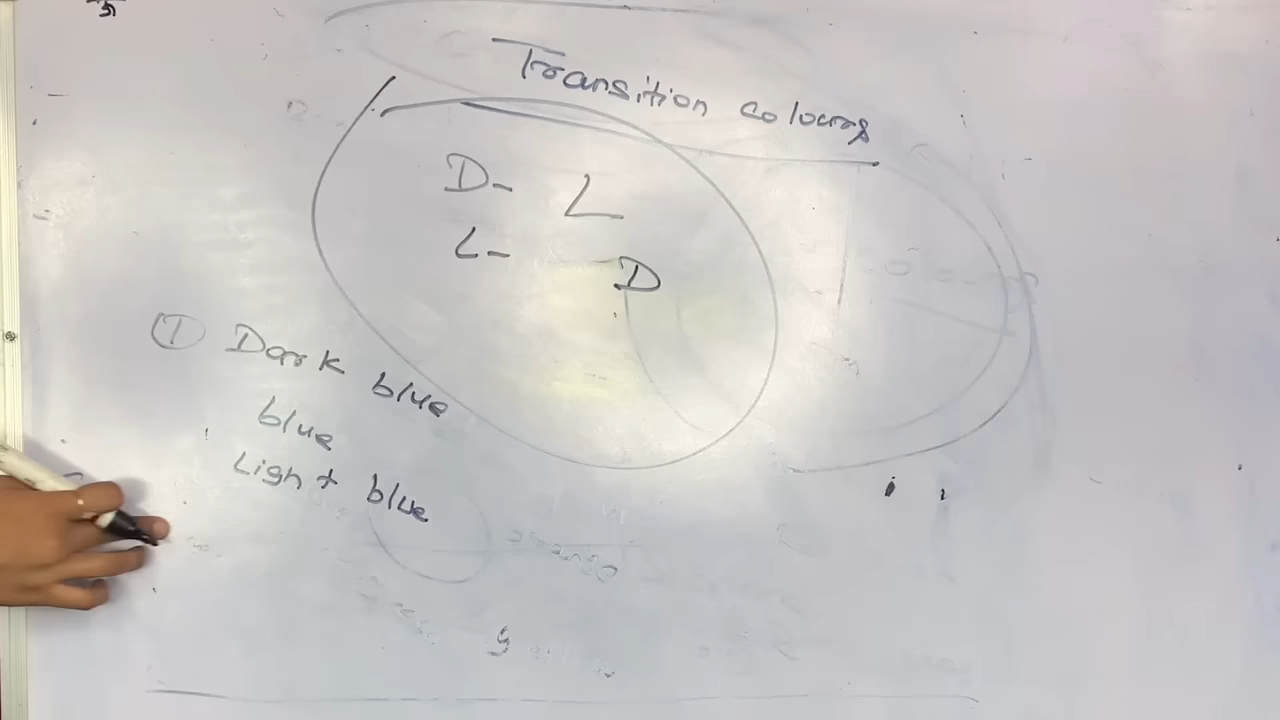 Transition colours
D- L
L- D
① Dark blue
blue
Light blue